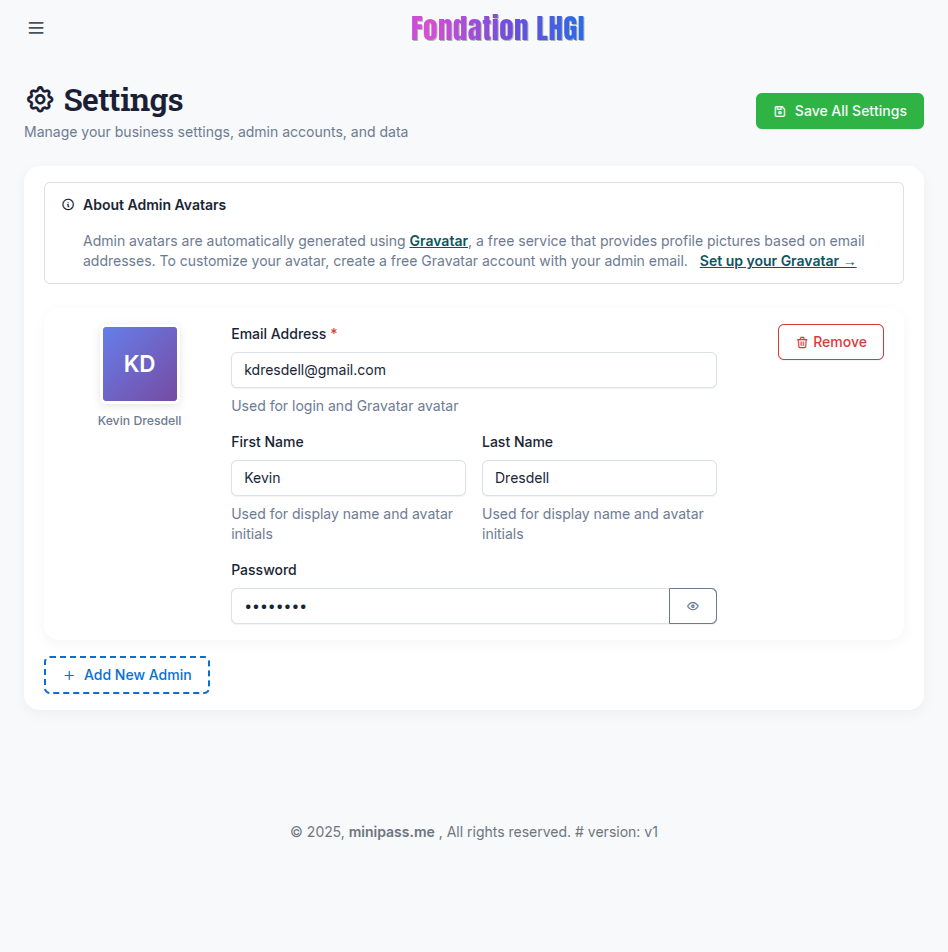 Fondation LHGI
Settings
Manage your business settings, admin accounts, and data
Save All Settings
About Admin Avatars
Admin avatars are automatically generated using Gravatar, a free service that provides profile pictures based on email
addresses. To customize your avatar, create a free Gravatar account with your admin email. Set up your Gravatar →
KD
Kevin Dresdell
Email Address *
kdresdell@gmail.com
Used for login and Gravatar avatar
Remove
First Name
Last Name
Kevin
Dresdell
Used for display name and avatar
initials
Used for display name and avatar
initials
Password
••••••••
+ Add New Admin
© 2025, minipass.me , All rights reserved. # version: v1